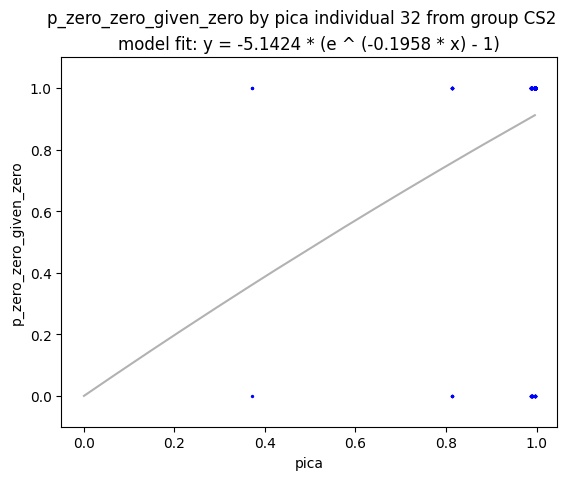 p_zero_zero_given_zero by pica individual 32 from group CS2
model fit: y = -5.1424 * (e ^ (-0.1958 * x) - 1)
p_zero_zero_given_zero
1.0
0.8
0.6
0.4
0.2
0.0
0.0 0.2 0.4 0.6 0.8 1.0
pica